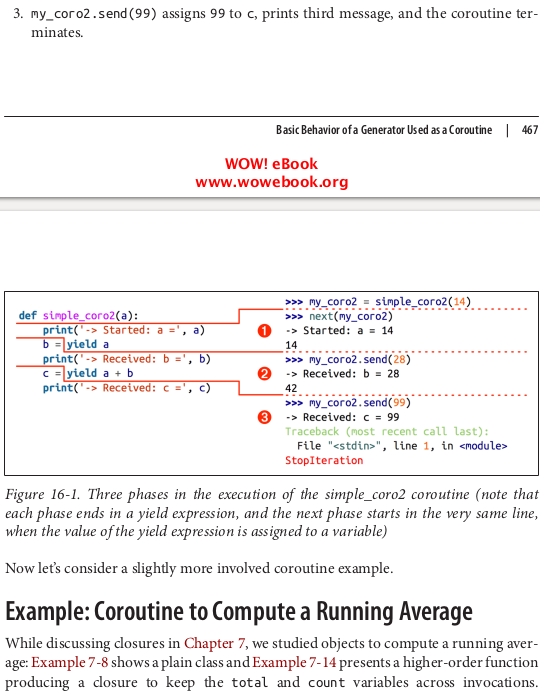 3. my_coro2.send(99) assigns 99 to c, prints third message, and the coroutine ter-
minates.
Basic Behavior of a Generator Used as a Coroutine | 467
WOW! eBook
www.wowebook.org
def simple_coro2(a):
print('-> Started: a =', a)
b = yield a
print('-> Received: b =', b)
c = yield a + b
print('-> Received: c =', c)
>>> my_coro2 = simple_coro2(14)
>>> next(my_coro2)
1 -> Started: a = 14
14
>>> my_coro2.send(28)
2 -> Received: b = 28
42
>>> my_coro2.send(99)
3 -> Received: c = 99
Traceback (most recent call last):
File "<stdin>", line 1, in <module>
StopIteration
Figure 16-1. Three phases in the execution of the simple_coro2 coroutine (note that
each phase ends in a yield expression, and the next phase starts in the very same line,
when the value of the yield expression is assigned to a variable)
Now let's consider a slightly more involved coroutine example.
Example: Coroutine to Compute a Running Average
While discussing closures in Chapter 7, we studied objects to compute a running aver-
age: Example 7-8 shows a plain class and Example 7-14 presents a higher-order function
producing a closure to keep the total and count variables across invocations.